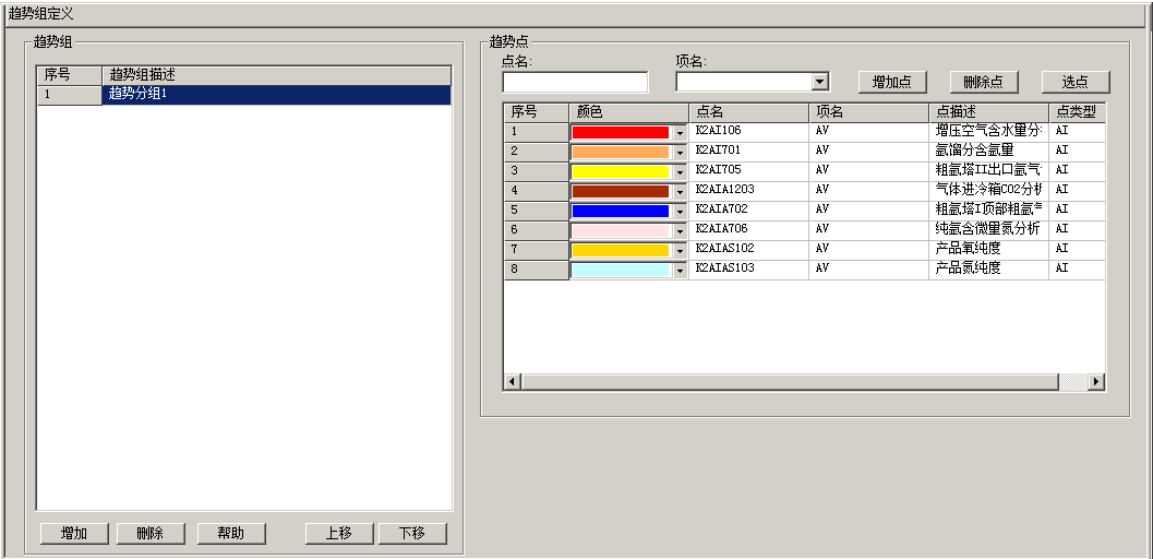 趋势组定义
趋势组
序号 趋势组描述
1 趋势分组1
增加 删除 帮助 上移 下移
趋势点
点名: 项名:
增加点 删除点 选点
序号 颜色 点名 项名 点描述 点类型
1 K2AI106 AV 增压空气含水量分 AI
2 K2AI701 AV 氩馏分含氩量 AI
3 K2AI705 AV 粗氩塔II出口氩气 AI
4 K2AIA1203 AV 气体进冷箱CO2分析 AI
5 K2AIA702 AV 粗氩塔I顶部粗氩气 AI
6 K2AIA706 AV 纯氩含微量氮分析 AI
7 K2AIAS102 AV 产品氧纯度 AI
8 K2AIAS103 AV 产品氮纯度 AI